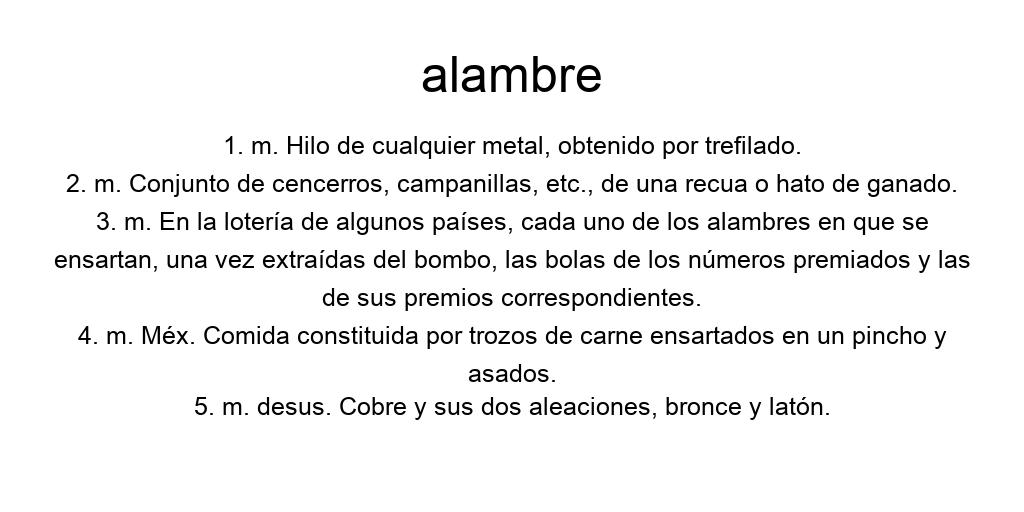 alambre
1. m. Hilo de cualquier metal, obtenido por trefilado.
2. m. Conjunto de cencerros, campanillas, etc., de una recua o hato de ganado.
3. m. En la lotería de algunos países, cada uno de los alambres en que se
ensartan, una vez extraídas del bombo, las bolas de los números premiados y las
de sus premios correspondientes.
4. m. Méx. Comida constituida por trozos de carne ensartados en un pincho y
asados.
5. m. desus. Cobre y sus dos aleaciones, bronce y latón.